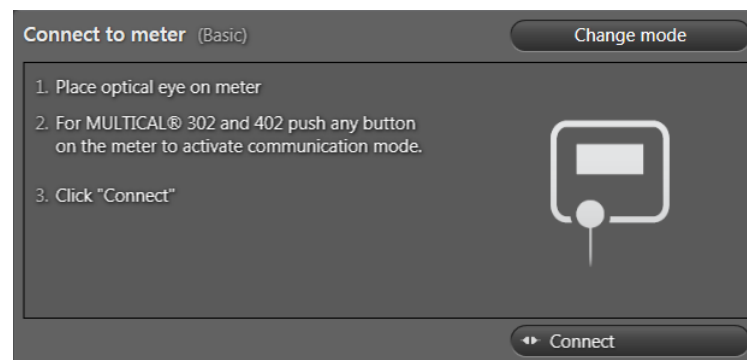 Connect to meter (Basic)
Change mode
1. Place optical eye on meter
2. For MULTICAL® 302 and 402 push any button
on the meter to activate communication mode.
3. Click "Connect"
Connect